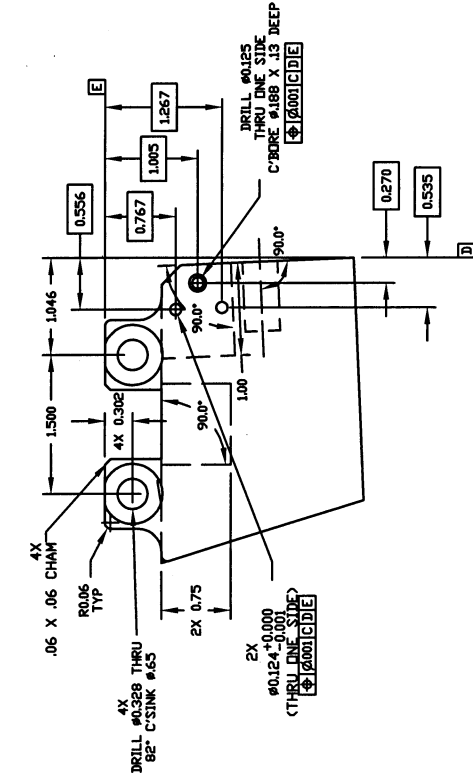 E
1.267
1.005
0.767
0.556
1.046
1.500
4X 0.302
4X
.06 X .06 CHAM
R0.06
TYP
4X
DRILL ø0.328 THRU
82° C'SINK ø.65
2X 0.75
2X
ø0.124+0.000
-0.001
(THRU ONE SIDE)
⌖ ø.001 C D E
90.0°
90.0°
90.0°
1.00
DRILL ø0.125
THRU ONE SIDE
C'BORE ø.188 X .13 DEEP
⌖ ø.001 C D E
0.270
0.535
D